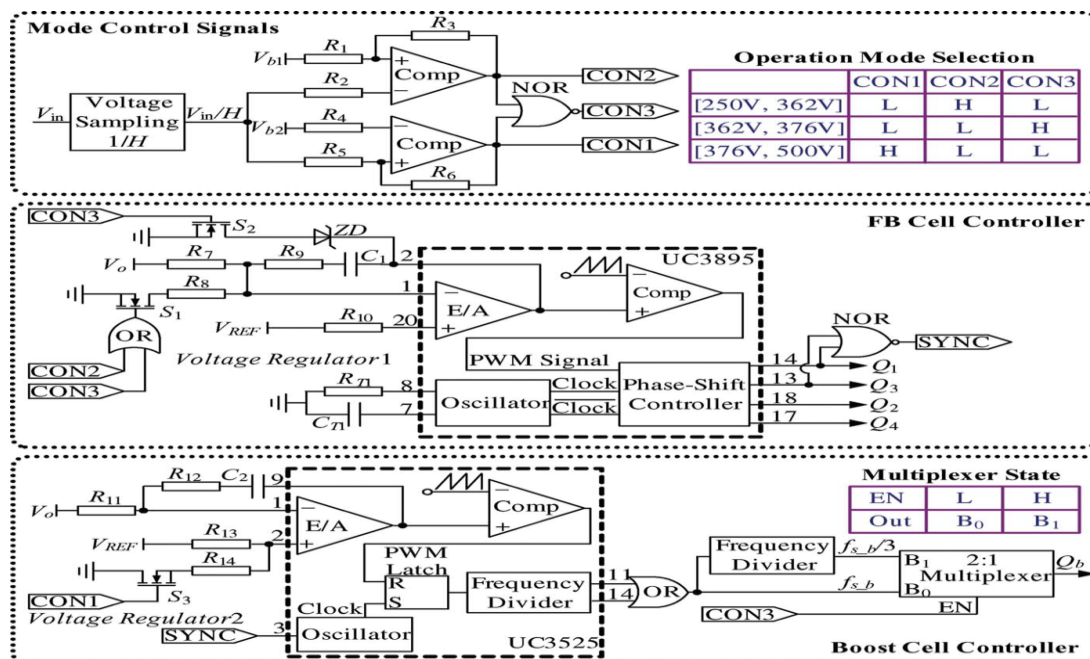 Mode Control Signals
R3
Vb1
R1
+
Comp
−
R2
CON2
NOR
CON3
Vin
Voltage
Sampling
1/H
Vin/H
Vb2
R4
−
Comp
+
R5
CON1
R6
Operation Mode Selection
CON1 CON2 CON3
[250V, 362V] L H L
[362V, 376V] L L H
[376V, 500V] H L L
CON3
S2
ZD
FB Cell Controller
Vo
R7
R9
C1
2
UC3895
R8
1
−
E/A
+
−
Comp
+
S1
VREF
R10
20
OR
CON2
CON3
Voltage Regulator1
PWM Signal
NOR
SYNC
RT1
8
CT1
7
Oscillator
Clock
Clock
Phase-Shift
Controller
14
Q1
13
Q3
18
Q2
17
Q4
R12
C2
9
Vo
R11
1
−
E/A
+
−
Comp
+
VREF
R13
2
R14
S3
CON1
Voltage Regulator2
SYNC
3
PWM
Latch
R
S
Clock
Oscillator
Frequency
Divider
UC3525
11
14
OR
Multiplexer State
EN L H
Out B0 B1
Frequency
Divider
fs_b/3
fs_b
B1 2:1
Multiplexer
B0
EN
Qb
CON3
Boost Cell Controller